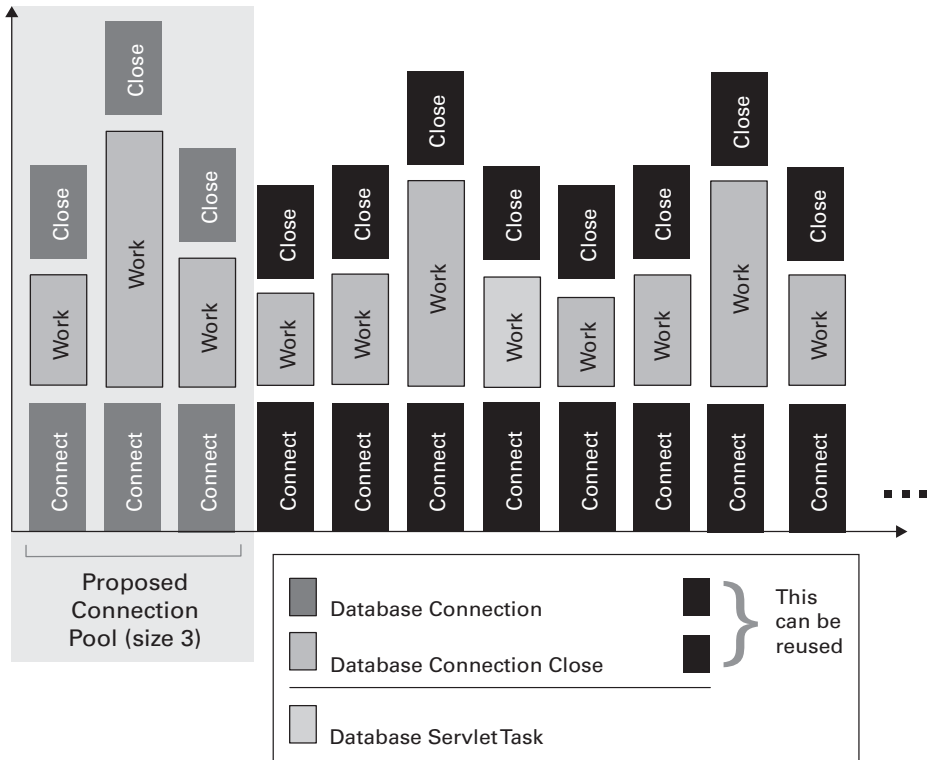 Close
Close
Close
Close
Close
Close
Close
Close
Close
Close
Close
Work
Work
Work
Work
Work
Work
Work
Work
Work
Work
Work
Connect
Connect
Connect
Connect
Connect
Connect
Connect
Connect
Connect
Connect
Connect
Proposed
Connection
Pool (size 3)
Database Connection
Database Connection Close
Database Servlet Task
This
can be
reused